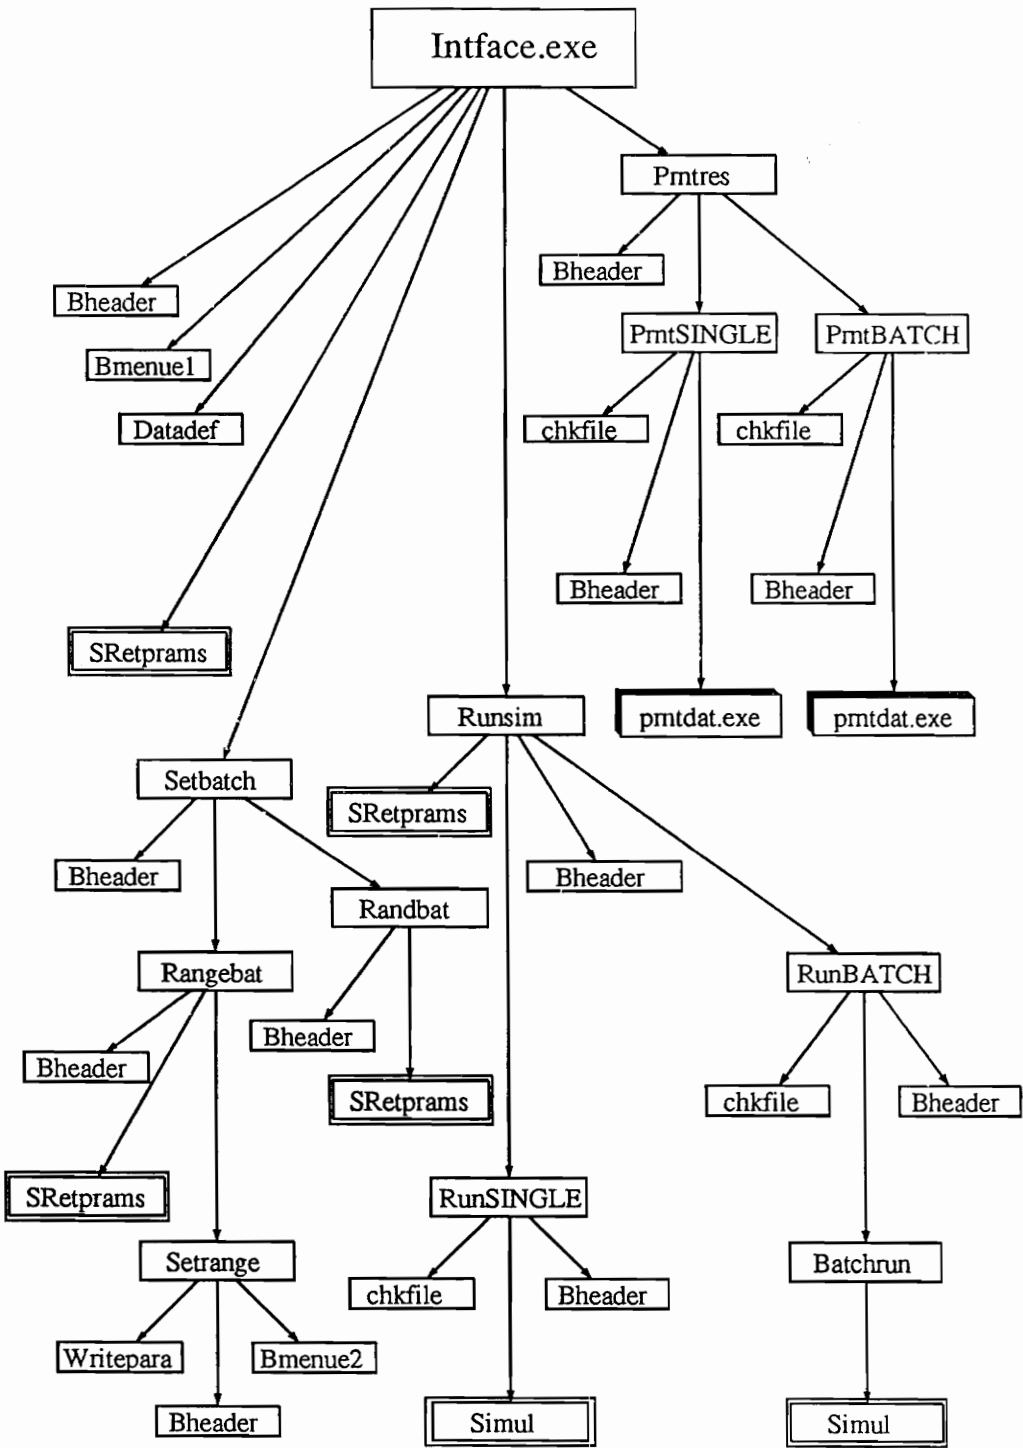 Intface.exe
Prntres
Bheader
Bheader
PrntSINGLE
PrntBATCH
Bmenue1
Datadef
chkfile
chkfile
Bheader
Bheader
SRetprams
Runsim
prntdat.exe
prntdat.exe
Setbatch
SRetprams
Bheader
Bheader
Randbat
Rangebat
RunBATCH
Bheader
Bheader
SRetprams
chkfile
Bheader
SRetprams
RunSINGLE
Setrange
Batchrun
chkfile
Bheader
Writepara
Bmenue2
Bheader
Simul
Simul